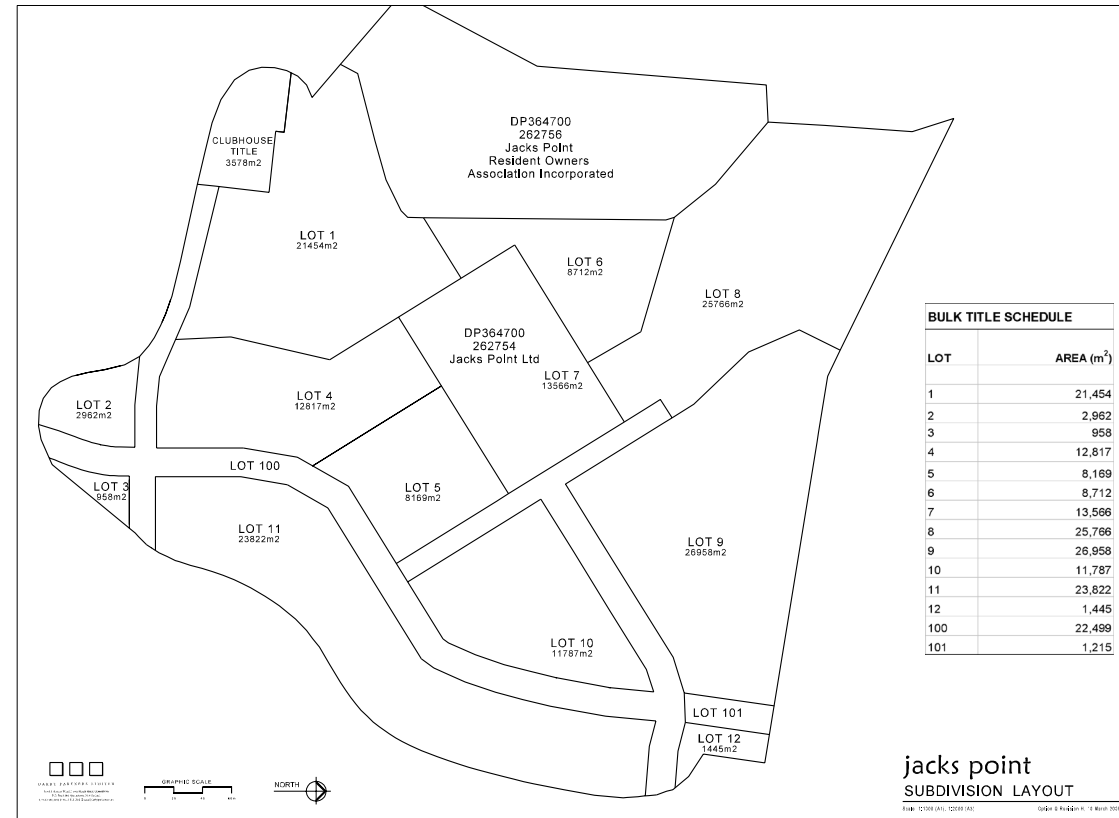 DP364700
262756
Jacks Point
Resident Owners
Association Incorporated
CLUBHOUSE
TITLE
3578m2
LOT 1
21454m2
LOT 6
8712m2
LOT 8
25766m2
DP364700
262754
Jacks Point Ltd
LOT 7
13566m2
LOT 4
12817m2
LOT 2
2962m2
LOT 100
LOT 3
958m2
LOT 5
8169m2
LOT 11
23822m2
LOT 9
26958m2
LOT 10
11787m2
LOT 101
LOT 12
1445m2
BULK TITLE SCHEDULE
LOT AREA (m²)
1 21,454
2 2,962
3 958
4 12,817
5 8,169
6 8,712
7 13,566
8 25,766
9 26,958
10 11,787
11 23,822
12 1,445
100 22,499
101 1,215
GRAPHIC SCALE
NORTH
jacks point
SUBDIVISION LAYOUT